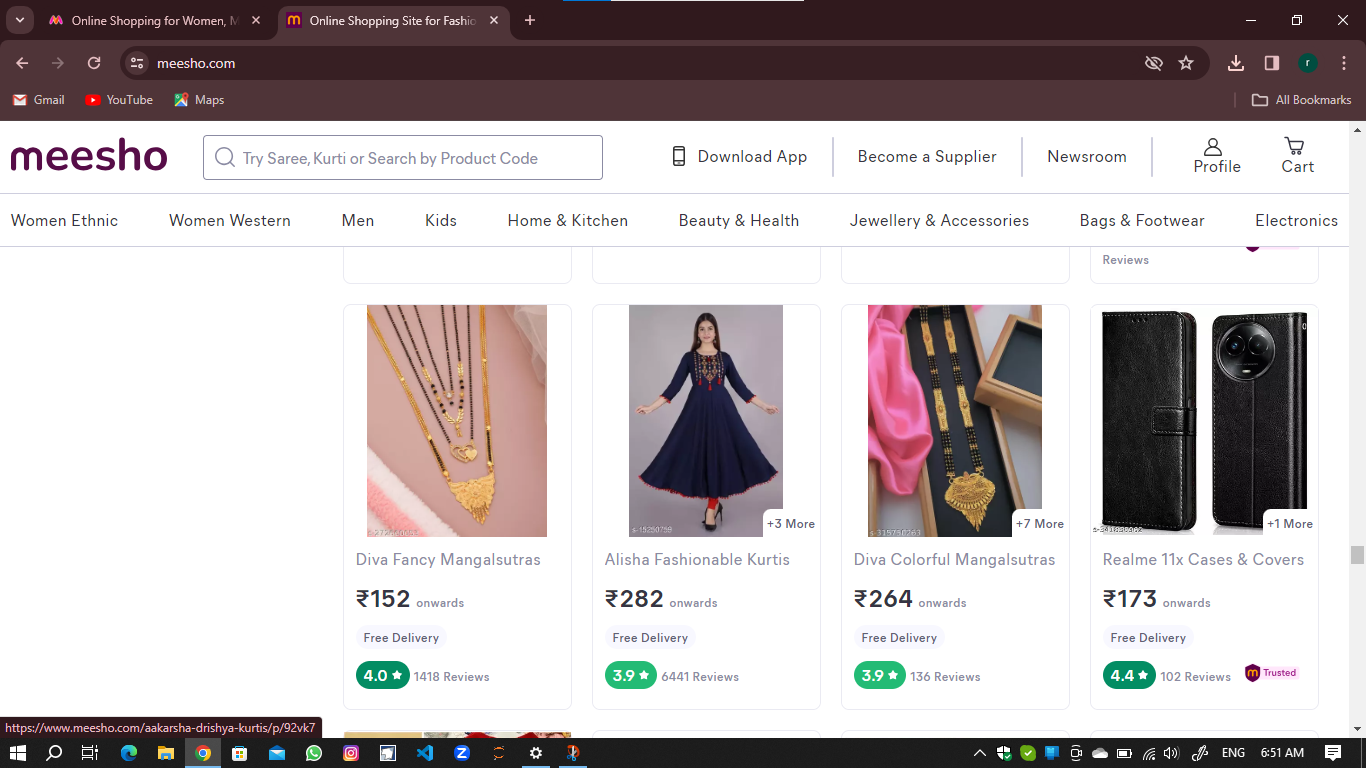 Online Shopping for Women, M
Online Shopping Site for Fashio
meesho.com
r
Gmail
YouTube
Maps
All Bookmarks
meesho
Try Saree, Kurti or Search by Product Code
Download App
Become a Supplier
Newsroom
Profile
Cart
Women Ethnic
Women Western
Men
Kids
Home & Kitchen
Beauty & Health
Jewellery & Accessories
Bags & Footwear
Electronics
Reviews
+3 More
+7 More
+1 More
Diva Fancy Mangalsutras
Alisha Fashionable Kurtis
Diva Colorful Mangalsutras
Realme 11x Cases & Covers
₹152 onwards
₹282 onwards
₹264 onwards
₹173 onwards
Free Delivery
Free Delivery
Free Delivery
Free Delivery
4.0 ★ 1418 Reviews
3.9 ★ 6441 Reviews
3.9 ★ 136 Reviews
4.4 ★ 102 Reviews
m Trusted
https://www.meesho.com/aakarsha-drishya-kurtis/p/92vk7
ENG
6:51 AM